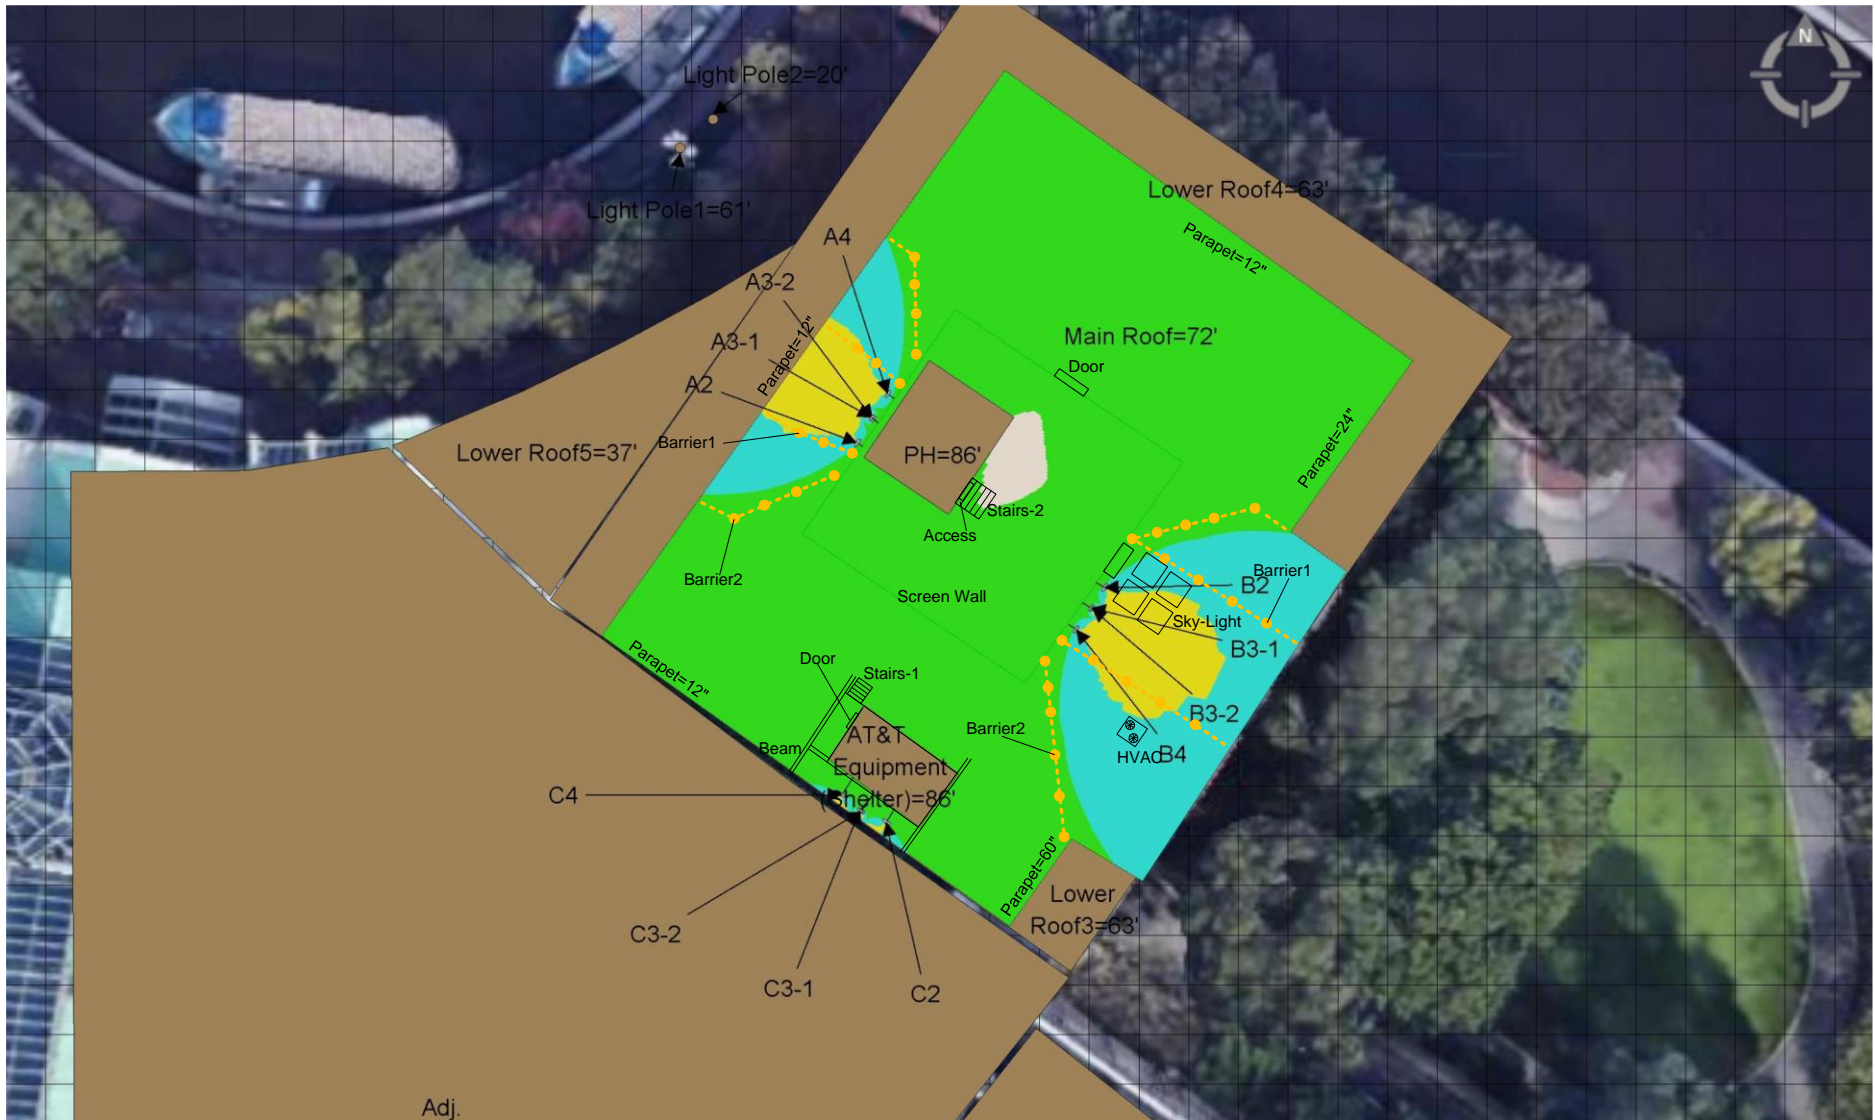 N
Light Pole2=20'
Light Pole1=61'
Lower Roof4=63'
Parapet=12"
A4
A3-2
Main Roof=72'
A3-1
Parapet=12"
Door
A2
Barrier1
Lower Roof5=37'
PH=86'
Parapet=24"
Stairs-2
Access
Barrier2
Barrier1
B2
Screen Wall
Sky-Light
B3-1
Parapet=12"
Door
Stairs-1
B3-2
Barrier2
AT&T
Equipment
(Shelter)=86'
Beam
HVAC
B4
C4
Parapet=60"
Lower
Roof3=63'
C3-2
C3-1
C2
Adj.